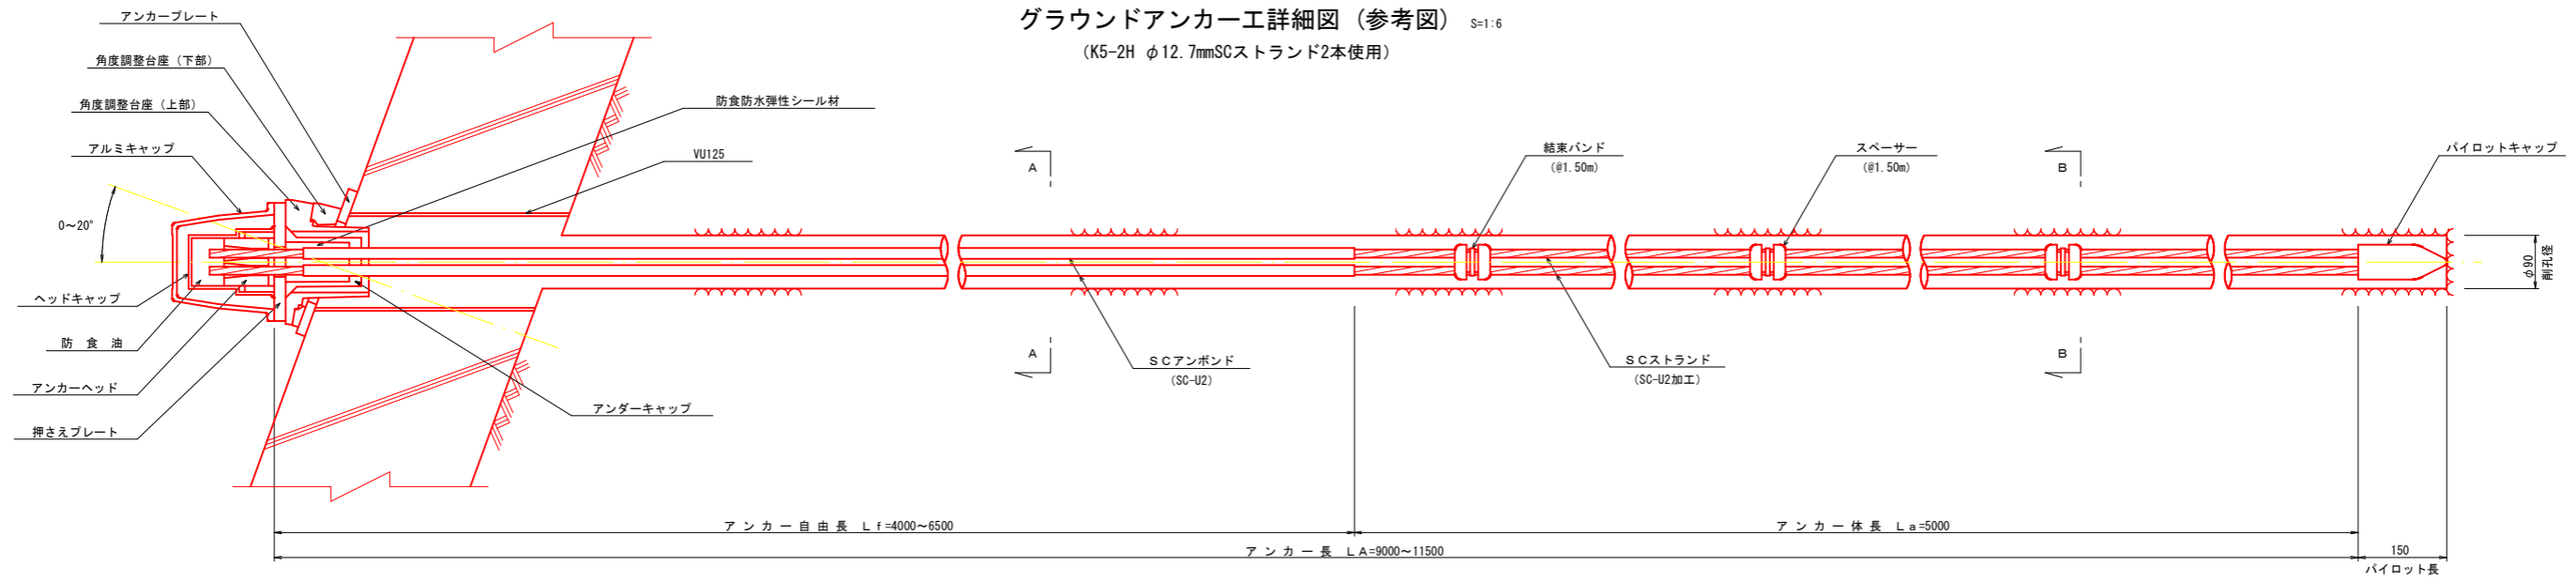 グラウンドアンカー工詳細図（参考図） S=1:6
（K5-2H φ12.7mmSCストランド2本使用）
アンカープレート
角度調整台座（下部）
角度調整台座（上部）
アルミキャップ
0～20°
ヘッドキャップ
防 食 油
アンカーヘッド
押さえプレート
防食防水弾性シール材
VU125
アンダーキャップ
A
A
SCアンボンド
(SC-U2)
結束バンド
(@1.50m)
SCストランド
(SC-U2加工)
スペーサー
(@1.50m)
B
B
パイロットキャップ
φ90
削孔径
アンカー自由長 Lf=4000～6500
アンカー体長 La=5000
アンカー長 LA=9000～11500
150
パイロット長